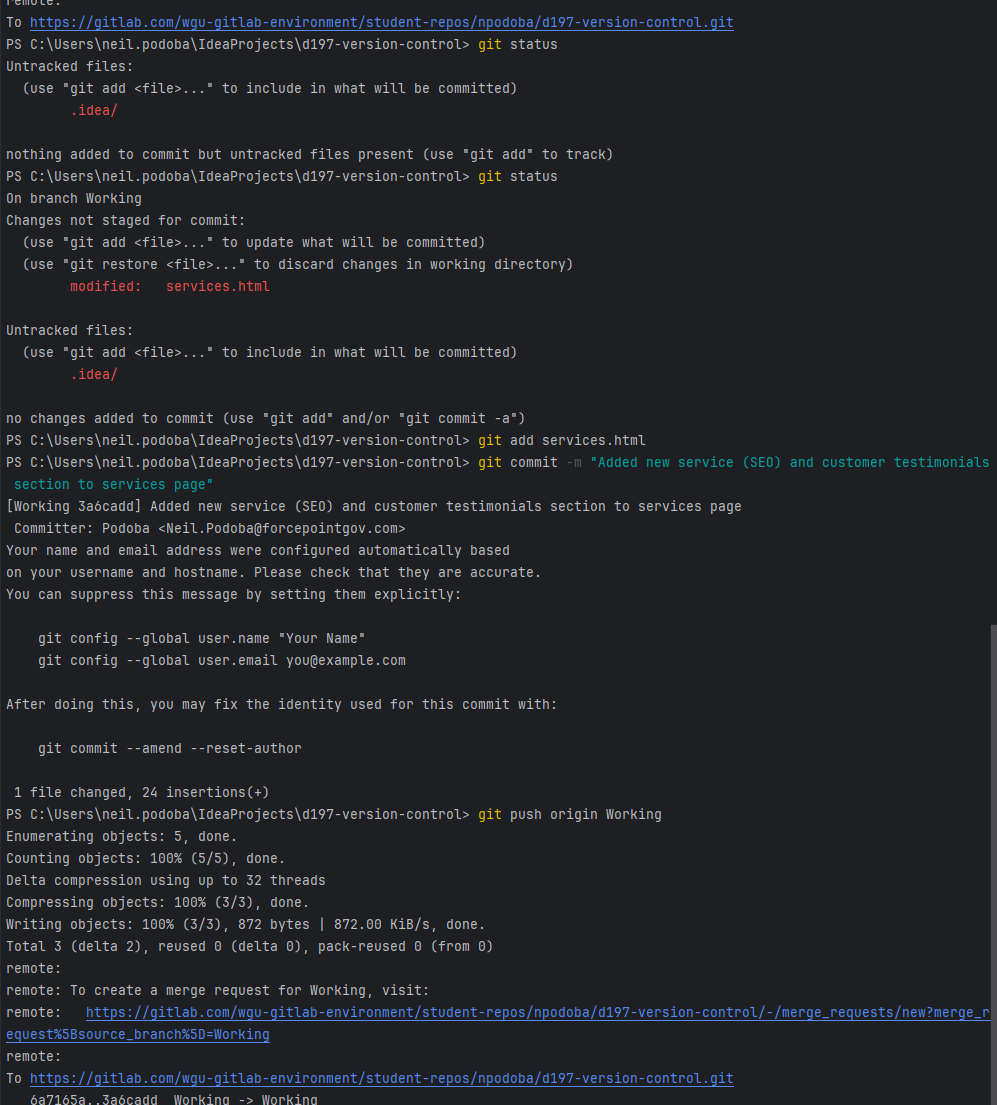 remote:
To https://gitlab.com/wgu-gitlab-environment/student-repos/npodoba/d197-version-control.git
PS C:\Users\neil.podoba\IdeaProjects\d197-version-control> git status
Untracked files:
  (use "git add <file>..." to include in what will be committed)
        .idea/

nothing added to commit but untracked files present (use "git add" to track)
PS C:\Users\neil.podoba\IdeaProjects\d197-version-control> git status
On branch Working
Changes not staged for commit:
  (use "git add <file>..." to update what will be committed)
  (use "git restore <file>..." to discard changes in working directory)
        modified:   services.html

Untracked files:
  (use "git add <file>..." to include in what will be committed)
        .idea/

no changes added to commit (use "git add" and/or "git commit -a")
PS C:\Users\neil.podoba\IdeaProjects\d197-version-control> git add services.html
PS C:\Users\neil.podoba\IdeaProjects\d197-version-control> git commit -m "Added new service (SEO) and customer testimonials
 section to services page"
[Working 3a6cadd] Added new service (SEO) and customer testimonials section to services page
 Committer: Podoba <Neil.Podoba@forcepointgov.com>
Your name and email address were configured automatically based
on your username and hostname. Please check that they are accurate.
You can suppress this message by setting them explicitly:

    git config --global user.name "Your Name"
    git config --global user.email you@example.com

After doing this, you may fix the identity used for this commit with:

    git commit --amend --reset-author

 1 file changed, 24 insertions(+)
PS C:\Users\neil.podoba\IdeaProjects\d197-version-control> git push origin Working
Enumerating objects: 5, done.
Counting objects: 100% (5/5), done.
Delta compression using up to 32 threads
Compressing objects: 100% (3/3), done.
Writing objects: 100% (3/3), 872 bytes | 872.00 KiB/s, done.
Total 3 (delta 2), reused 0 (delta 0), pack-reused 0 (from 0)
remote:
remote: To create a merge request for Working, visit:
remote:   https://gitlab.com/wgu-gitlab-environment/student-repos/npodoba/d197-version-control/-/merge_requests/new?merge_r
equest%5Bsource_branch%5D=Working
remote:
To https://gitlab.com/wgu-gitlab-environment/student-repos/npodoba/d197-version-control.git
   6a7165a..3a6cadd  Working -> Working